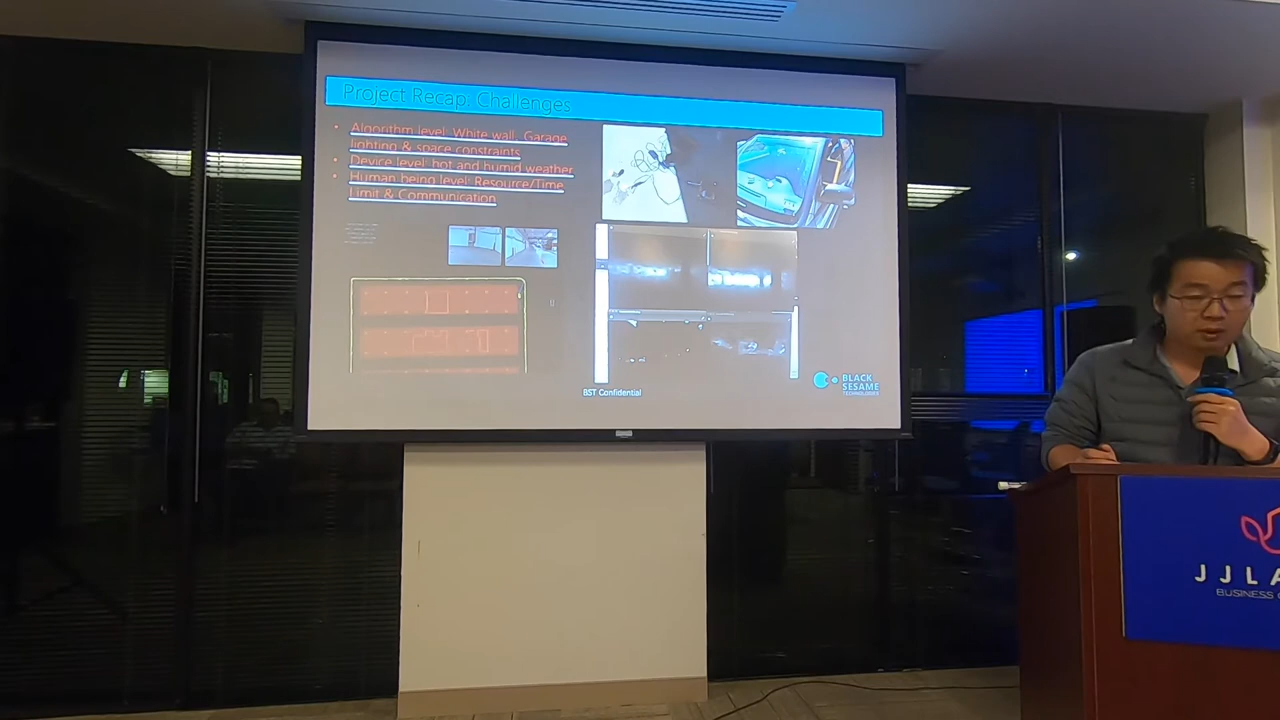 Project Recap: Challenges
• Algorithm level: White wall, Garage
lighting & space constraints
• Device level: hot and humid weather
• Human being level: Resource/Time
Limit & Communication
BST Confidential
BLACK
SESAME
TECHNOLOGIES
JJLA
BUSINESS